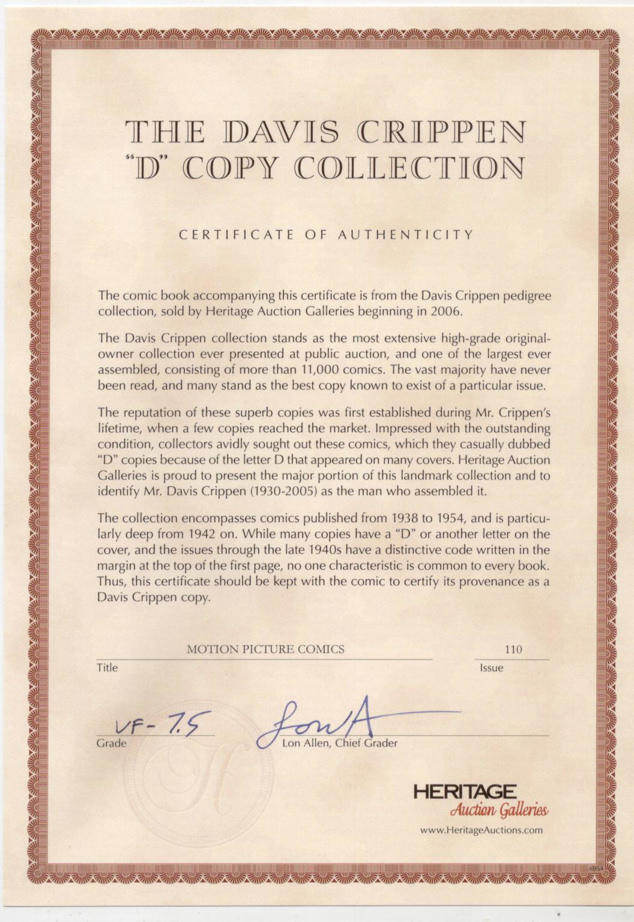 THE DAVIS CRIPPEN
"D" COPY COLLECTION
CERTIFICATE OF AUTHENTICITY
The comic book accompanying this certificate is from the Davis Crippen pedigree
collection, sold by Heritage Auction Galleries beginning in 2006.
The Davis Crippen collection stands as the most extensive high-grade original-
owner collection ever presented at public auction, and one of the largest ever
assembled, consisting of more than 11,000 comics. The vast majority have never
been read, and many stand as the best copy known to exist of a particular issue.
The reputation of these superb copies was first established during Mr. Crippen's
lifetime, when a few copies reached the market. Impressed with the outstanding
condition, collectors avidly sought out these comics, which they casually dubbed
"D" copies because of the letter D that appeared on many covers. Heritage Auction
Galleries is proud to present the major portion of this landmark collection and to
identify Mr. Davis Crippen (1930-2005) as the man who assembled it.
The collection encompasses comics published from 1938 to 1954, and is particu-
larly deep from 1942 on. While many copies have a "D" or another letter on the
cover, and the issues through the late 1940s have a distinctive code written in the
margin at the top of the first page, no one characteristic is common to every book.
Thus, this certificate should be kept with the comic to certify its provenance as a
Davis Crippen copy.
MOTION PICTURE COMICS 110
Title Issue
VF- 7.5
Grade Lon Allen, Chief Grader
HERITAGE
Auction Galleries
www.HeritageAuctions.com